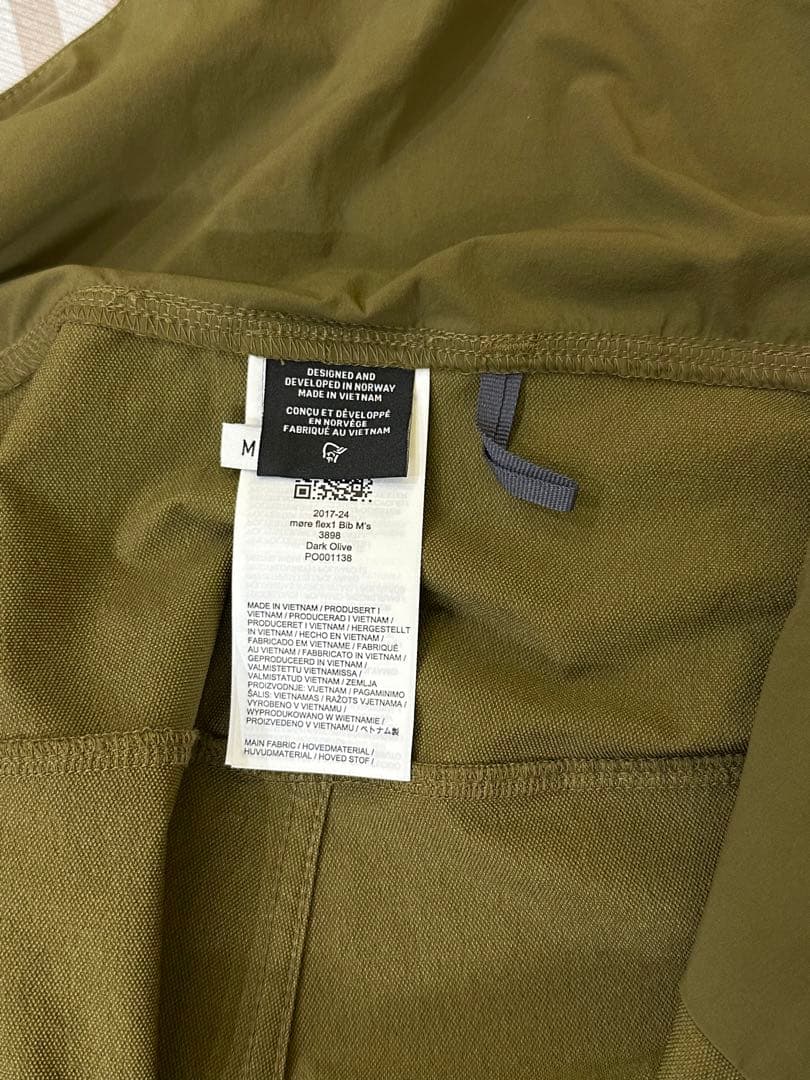 DESIGNED AND
DEVELOPED IN NORWAY
MADE IN VIETNAM
CONÇU ET DÉVELOPPÉ
EN NORVÈGE
FABRIQUÉ AU VIETNAM
M
2017-24
møre flex1 Bib M's
3898
Dark Olive
PO001138
MADE IN VIETNAM / PRODUSERT I
VIETNAM / PRODUCERAD I VIETNAM /
PRODUCERET I VIETNAM / HERGESTELLT
IN VIETNAM / HECHO EN VIETNAM /
FABRICADO EM VIETNAME / FABRIQUÉ
AU VIETNAM / FABBRICATO IN VIETNAM /
GEPRODUCEERD IN VIETNAM /
VALMISTETTU VIETNAMISSA /
VALMISTATUD VIETNAM / ZEMLJA
PROIZVODNJE: VIJETNAM / PAGAMINIMO
ŠALIS: VIETNAMAS / RAŽOTS VJETNAMA /
VYROBENO V VIETNAMU /
WYPRODUKOWANO W WIETNAMIE /
PROIZVEDENO V VIETNAMU / ベトナム製
MAIN FABRIC / HOVEDMATERIAL /
HUVUDMATERIAL / HOVED STOF /